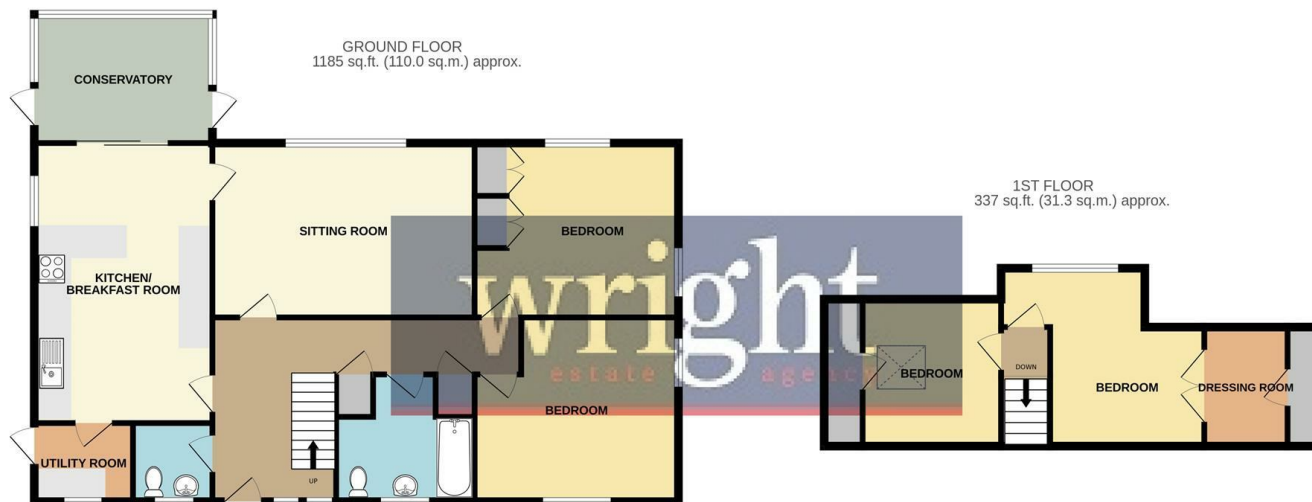 GROUND FLOOR
1185 sq.ft. (110.0 sq.m.) approx.
CONSERVATORY
SITTING ROOM
BEDROOM
KITCHEN/
BREAKFAST ROOM
BEDROOM
UTILITY ROOM
UP
wright
estate agency
1ST FLOOR
337 sq.ft. (31.3 sq.m.) approx.
BEDROOM
DOWN
BEDROOM
DRESSING ROOM